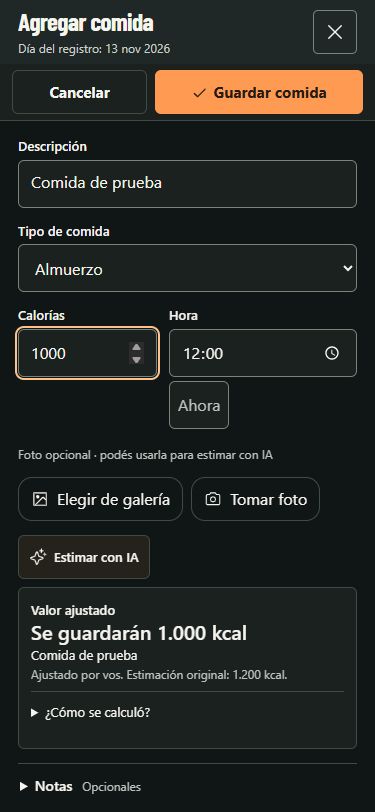 Agregar comida
Día del registro: 13 nov 2026
Cancelar
Guardar comida
Descripción
Comida de prueba
Tipo de comida
Almuerzo
Calorías
Hora
1000
12:00
Ahora
Foto opcional · podés usarla para estimar con IA
Elegir de galería
Tomar foto
Estimar con IA
Valor ajustado
Se guardarán 1.000 kcal
Comida de prueba
Ajustado por vos. Estimación original: 1.200 kcal.
¿Cómo se calculó?
Notas Opcionales